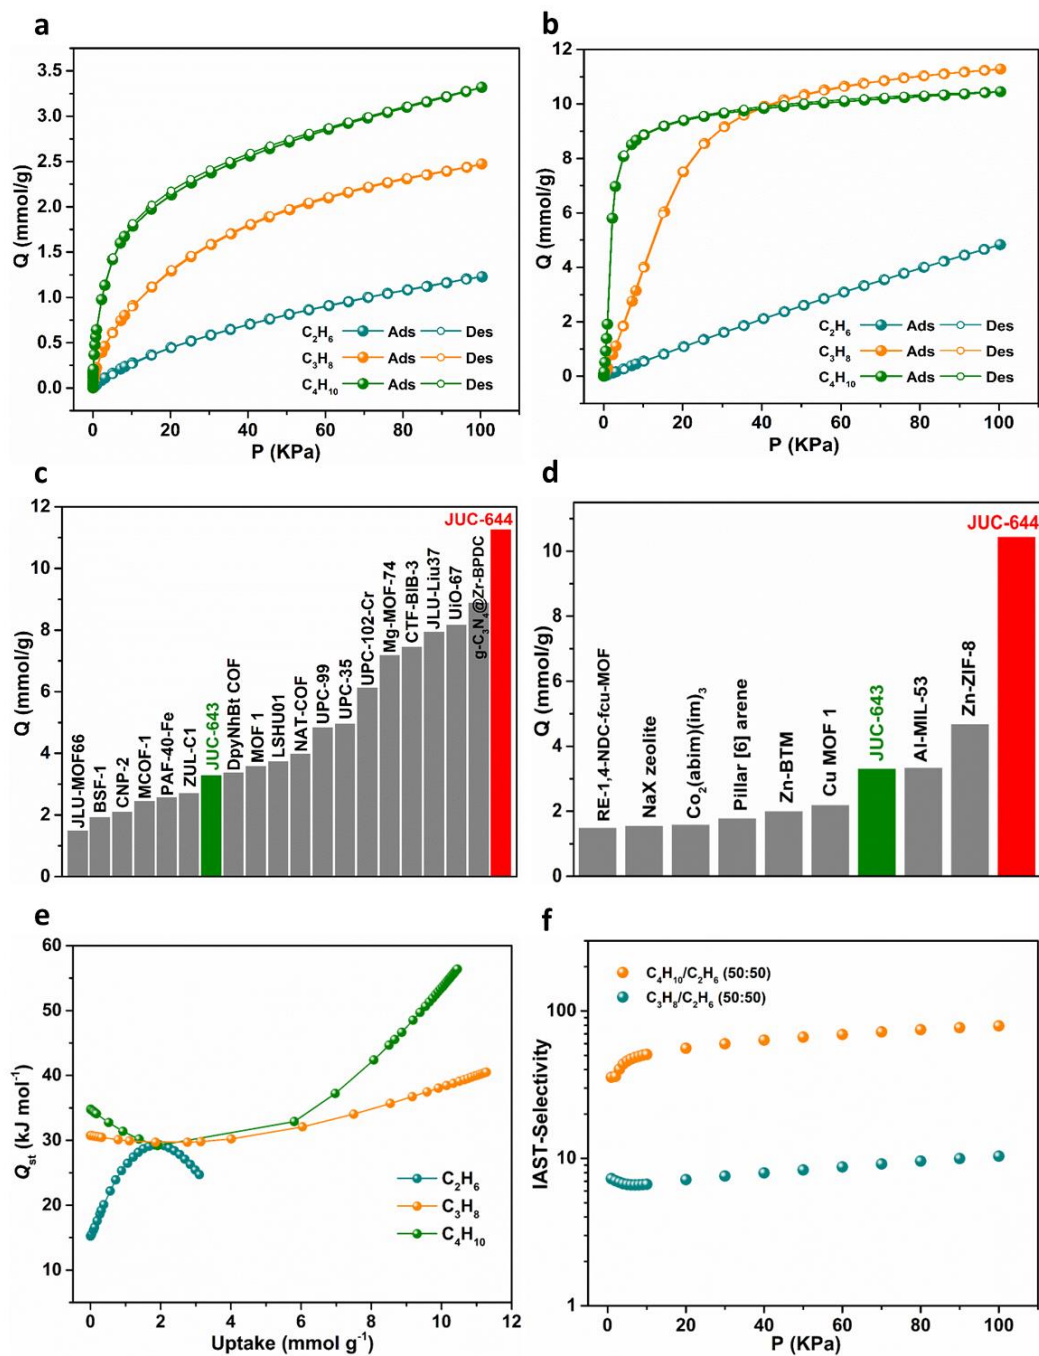 a
3.5
3.0
2.5
2.0
1.5
1.0
0.5
0.0
Q (mmol/g)
C₂H₆ Ads Des
C₃H₈ Ads Des
C₄H₁₀ Ads Des
0 20 40 60 80 100
P (KPa)
b
12
10
8
6
4
2
0
Q (mmol/g)
C₂H₆ Ads Des
C₃H₈ Ads Des
C₄H₁₀ Ads Des
0 20 40 60 80 100
P (KPa)
c
12
10
8
6
4
2
0
Q (mmol/g)
JLU-MOF66
BSF-1
CNP-2
MCOF-1
PAF-40-Fe
ZUL-C1
JUC-643
DpyNhBt COF
MOF 1
LSHU01
NAT-COF
UPC-99
UPC-35
UPC-102-Cr
Mg-MOF-74
CTF-BIB-3
JLU-Liu37
UiO-67
g-C₃N₄@Zr-BPDC
JUC-644
d
10
8
6
4
2
0
Q (mmol/g)
RE-1,4-NDC-fcu-MOF
NaX zeolite
Co₂(abim)(im)₃
Pillar [6] arene
Zn-BTM
Cu MOF 1
JUC-643
Al-MIL-53
Zn-ZIF-8
JUC-644
e
60
50
40
30
20
10
Qst (kJ mol⁻¹)
C₂H₆
C₃H₈
C₄H₁₀
0 2 4 6 8 10 12
Uptake (mmol g⁻¹)
f
100
10
1
IAST-Selectivity
C₄H₁₀/C₂H₆ (50:50)
C₃H₈/C₂H₆ (50:50)
0 20 40 60 80 100
P (KPa)